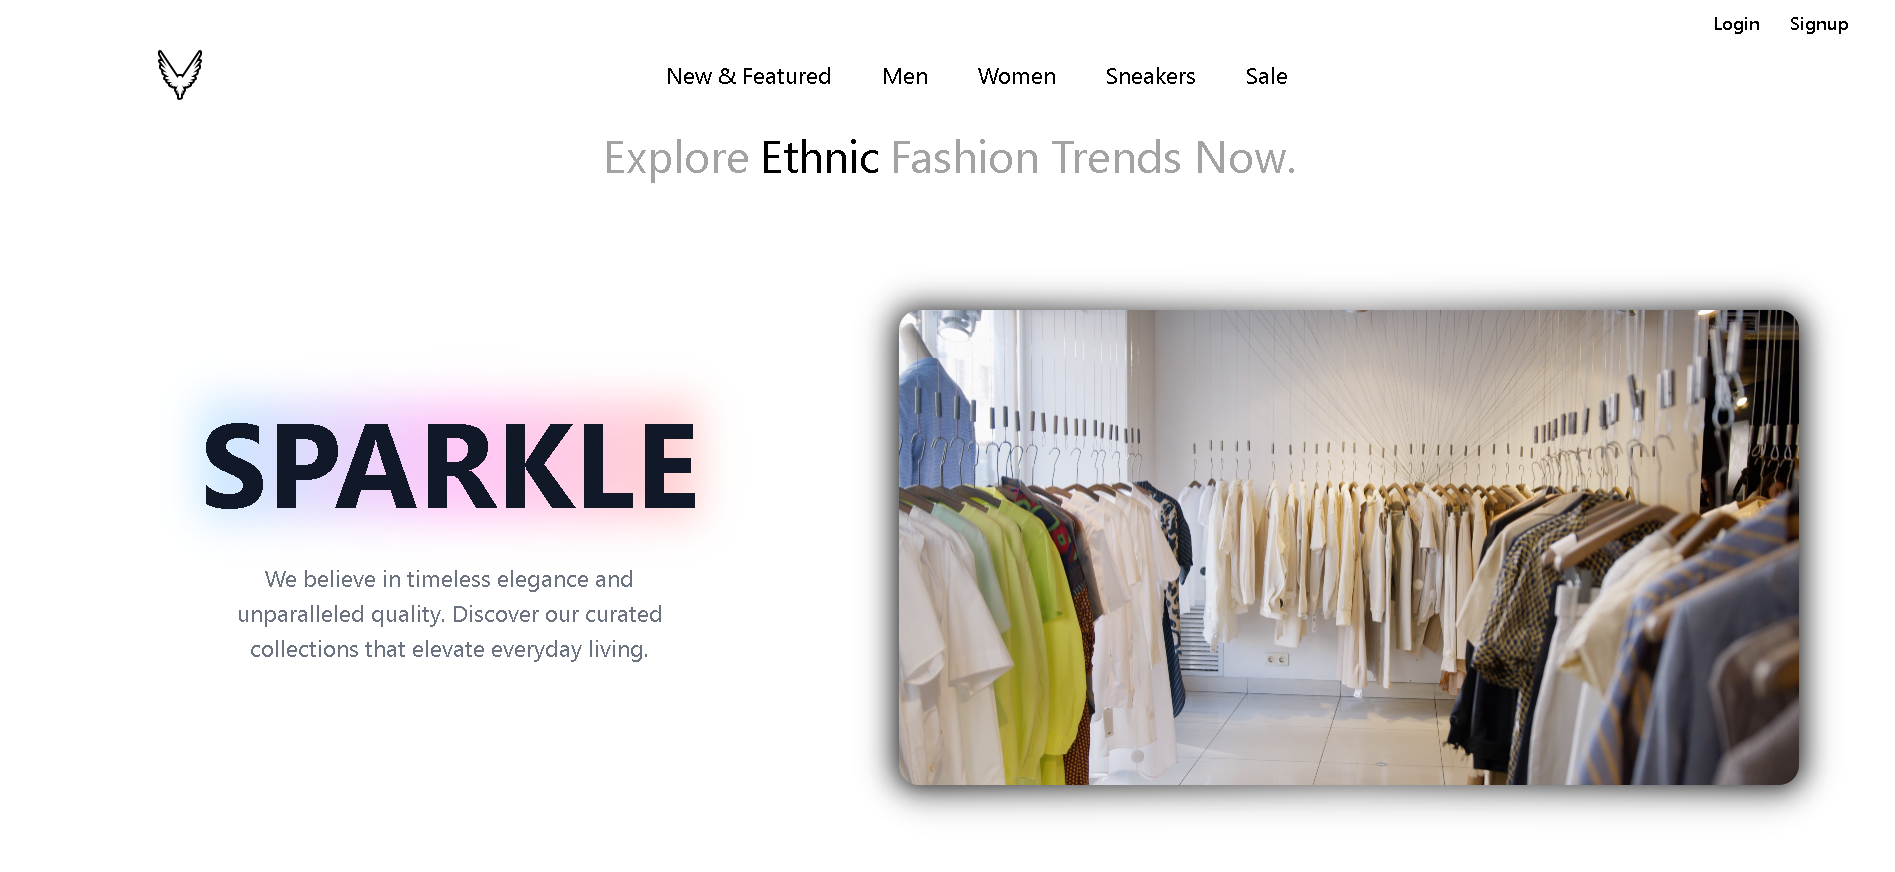 Login Signup
New & Featured Men Women Sneakers Sale
Explore Ethnic Fashion Trends Now.
SPARKLE
We believe in timeless elegance and
unparalleled quality. Discover our curated
collections that elevate everyday living.